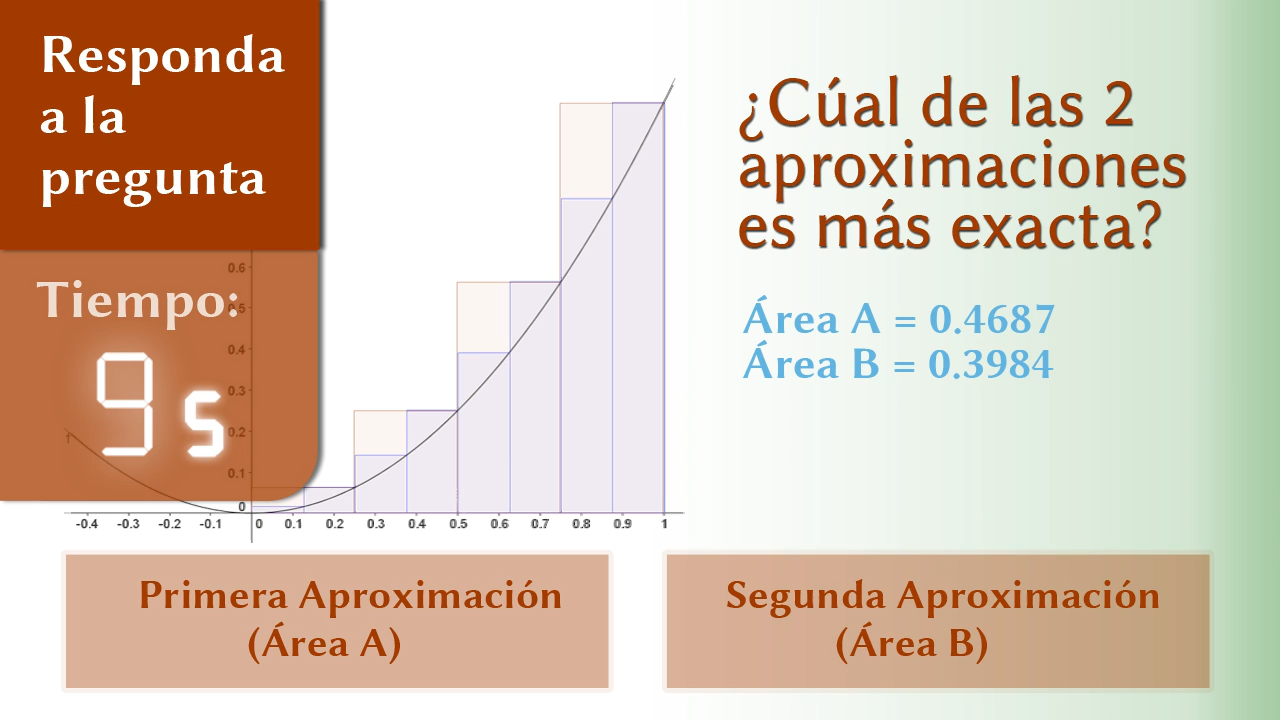 Responda
a la
pregunta
Tiempo:
9 s
¿Cúal de las 2
aproximaciones
es más exacta?
Área A = 0.4687
Área B = 0.3984
0.6
0.5
0.4
0.3
0.2
0.1
0
-0.4 -0.3 -0.2 -0.1 0 0.1 0.2 0.3 0.4 0.5 0.6 0.7 0.8 0.9 1
Primera Aproximación
(Área A)
Segunda Aproximación
(Área B)